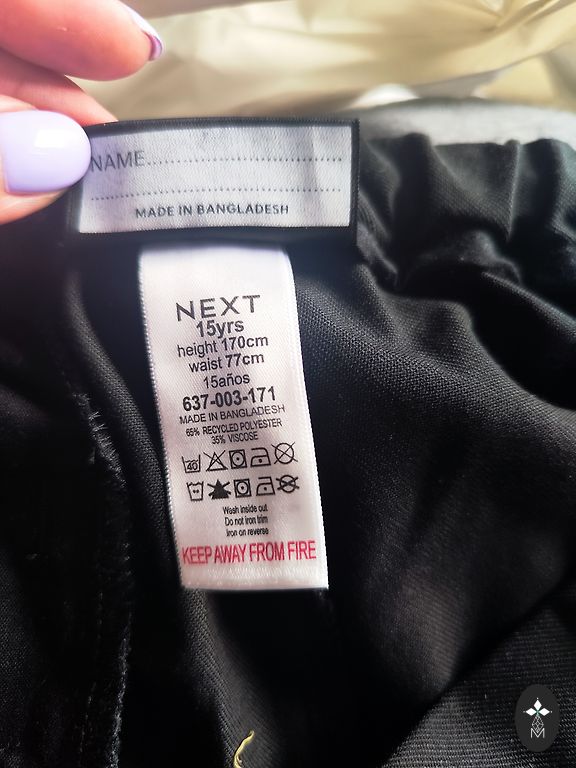 NAME
MADE IN BANGLADESH
NEXT
15yrs
height 170cm
waist 77cm
15años
637-003-171
MADE IN BANGLADESH
65% RECYCLED POLYESTER
35% VISCOSE
40
Wash inside out
Do not iron trim
Iron on reverse
KEEP AWAY FROM FIRE
M